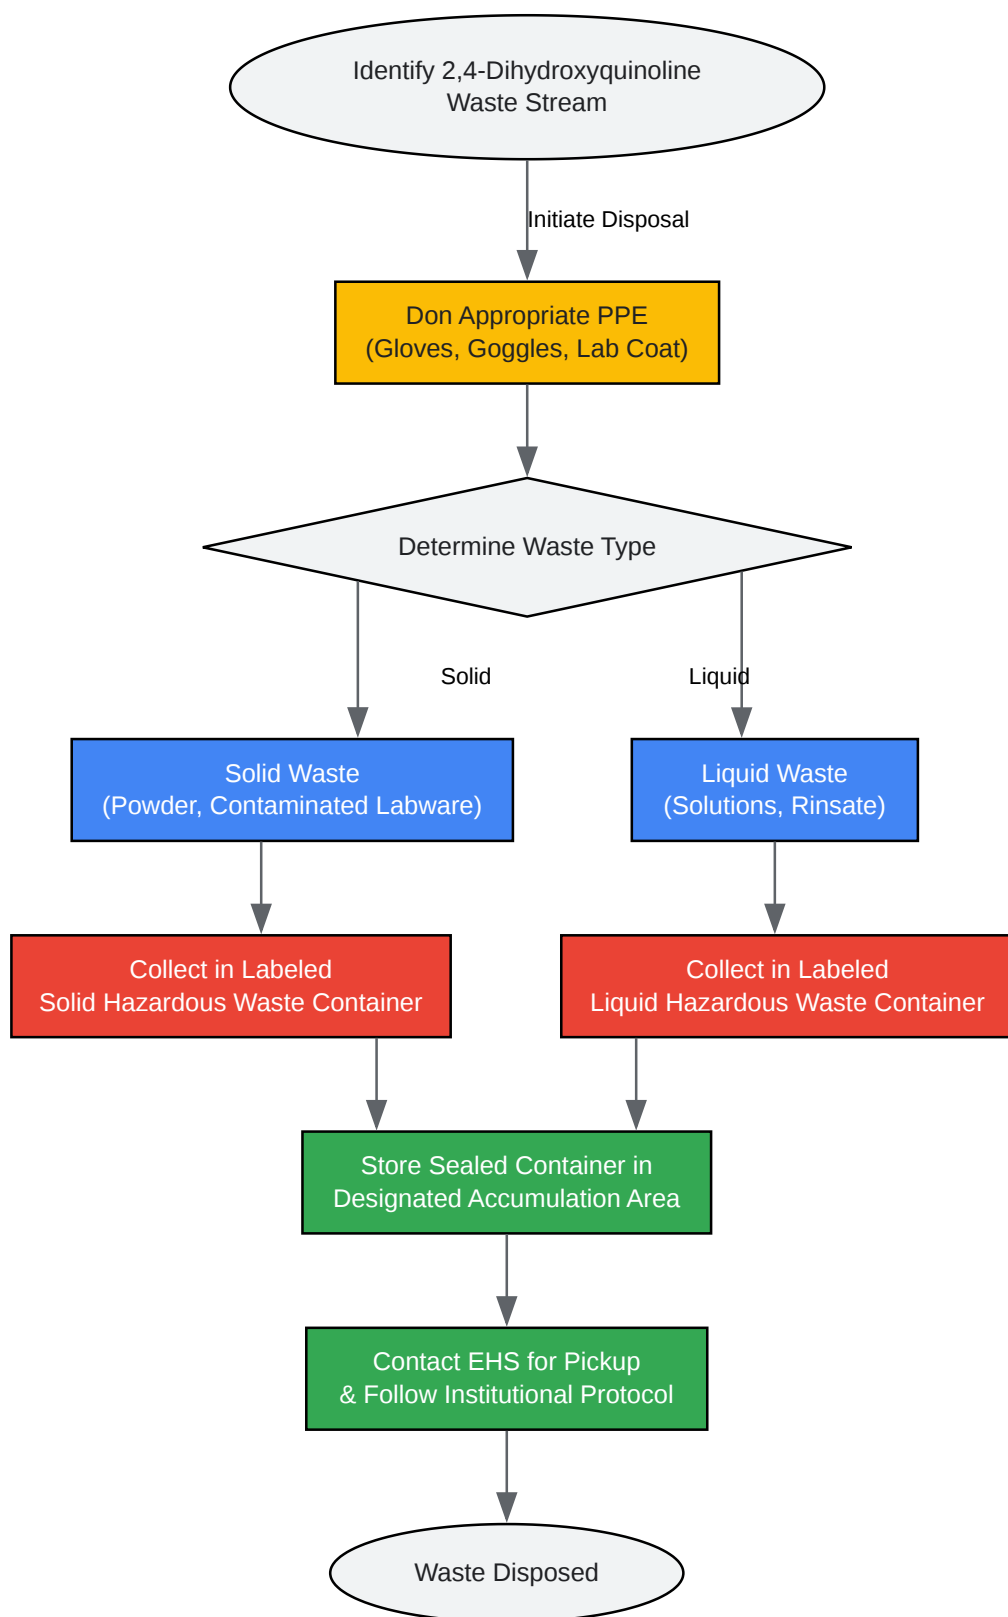 Identify 2,4-Dihydroxyquinoline
Waste Stream
Initiate Disposal
Don Appropriate PPE
(Gloves, Goggles, Lab Coat)
Determine Waste Type
Solid
Liquid
Solid Waste
(Powder, Contaminated Labware)
Liquid Waste
(Solutions, Rinsate)
Collect in Labeled
Solid Hazardous Waste Container
Collect in Labeled
Liquid Hazardous Waste Container
Store Sealed Container in
Designated Accumulation Area
Contact EHS for Pickup
& Follow Institutional Protocol
Waste Disposed